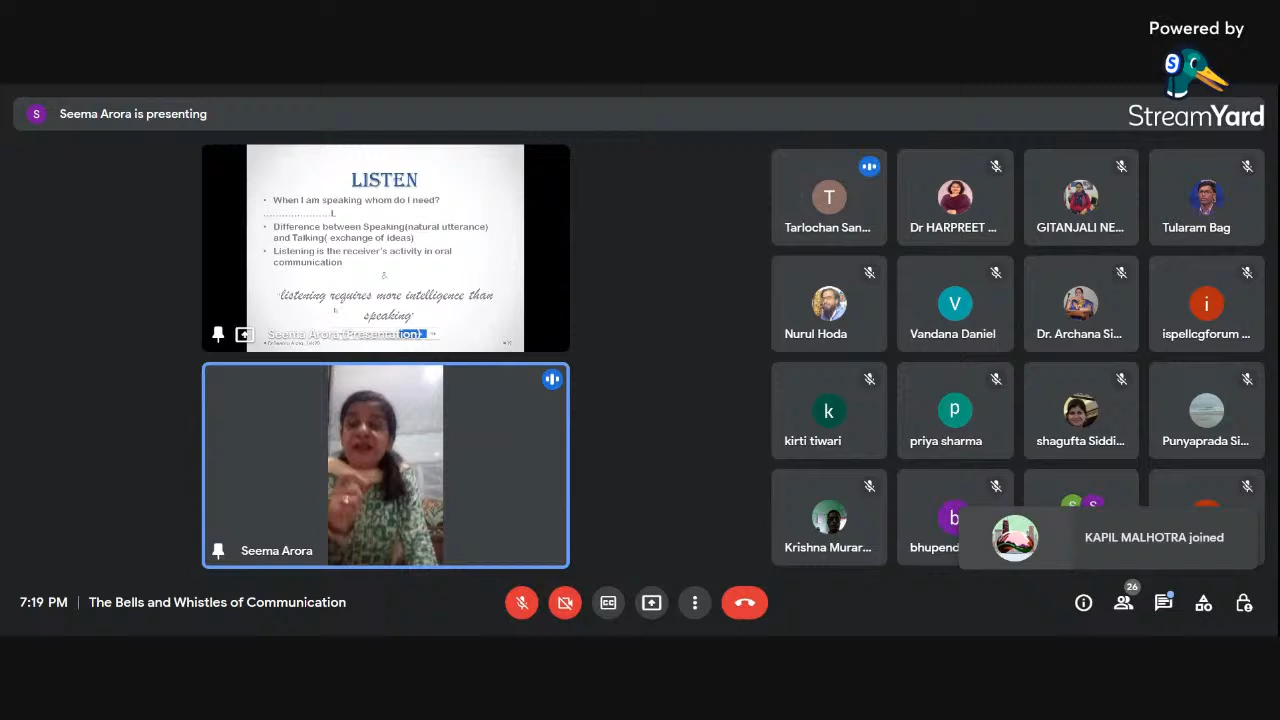 Powered by
S
StreamYard
S
Seema Arora is presenting
LISTEN
• When I am speaking whom do I need?
......................L
• Difference between Speaking(natural utterance)
and Talking( exchange of ideas)
• Listening is the receiver's activity in oral
communication
&
'listening requires more intelligence than
speaking'
Seema Arora (Presentation)
Seema Arora
T
Tarlochan San...
Dr HARPREET ...
GITANJALI NE...
Tularam Bag
Nurul Hoda
V
Vandana Daniel
Dr. Archana Si...
i
ispellcgforum ...
k
kirti tiwari
p
priya sharma
shagufta Siddi...
Punyaprada Si...
Krishna Murar...
b
bhupend
S
S
KAPIL MALHOTRA joined
7:19 PM | The Bells and Whistles of Communication
26